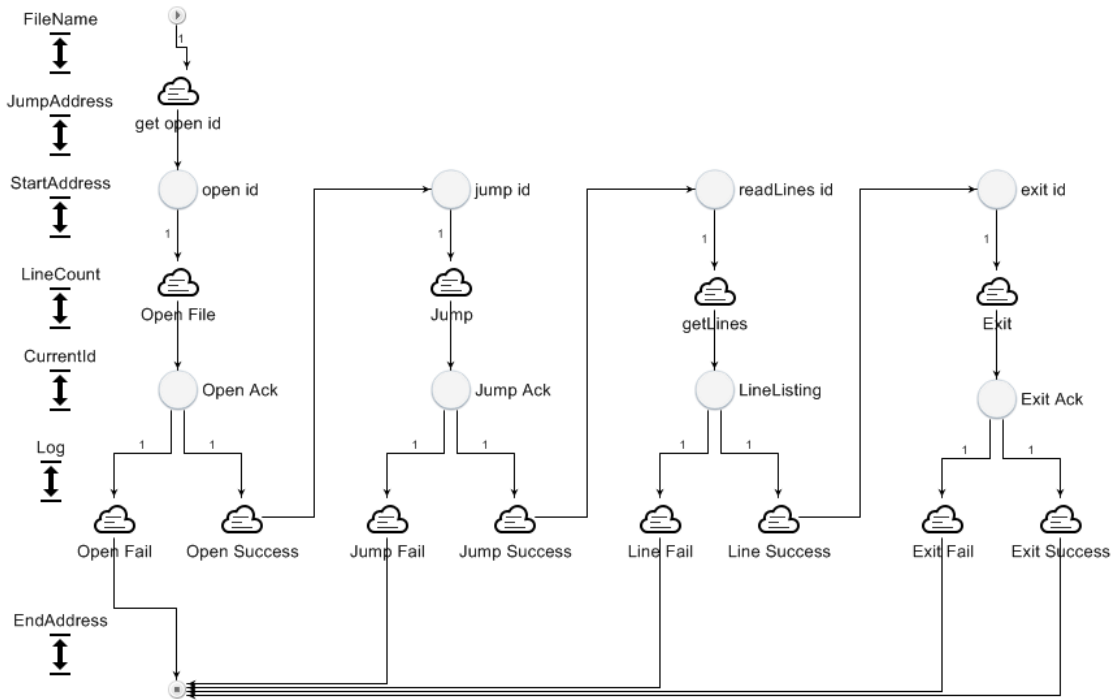 FileName
1
JumpAddress
get open id
StartAddress
open id
jump id
readLines id
exit id
1
1
1
1
LineCount
Open File
Jump
getLines
Exit
CurrentId
Open Ack
Jump Ack
LineListing
Exit Ack
Log
1
1
1
1
1
1
1
1
Open Fail
Open Success
Jump Fail
Jump Success
Line Fail
Line Success
Exit Fail
Exit Success
EndAddress